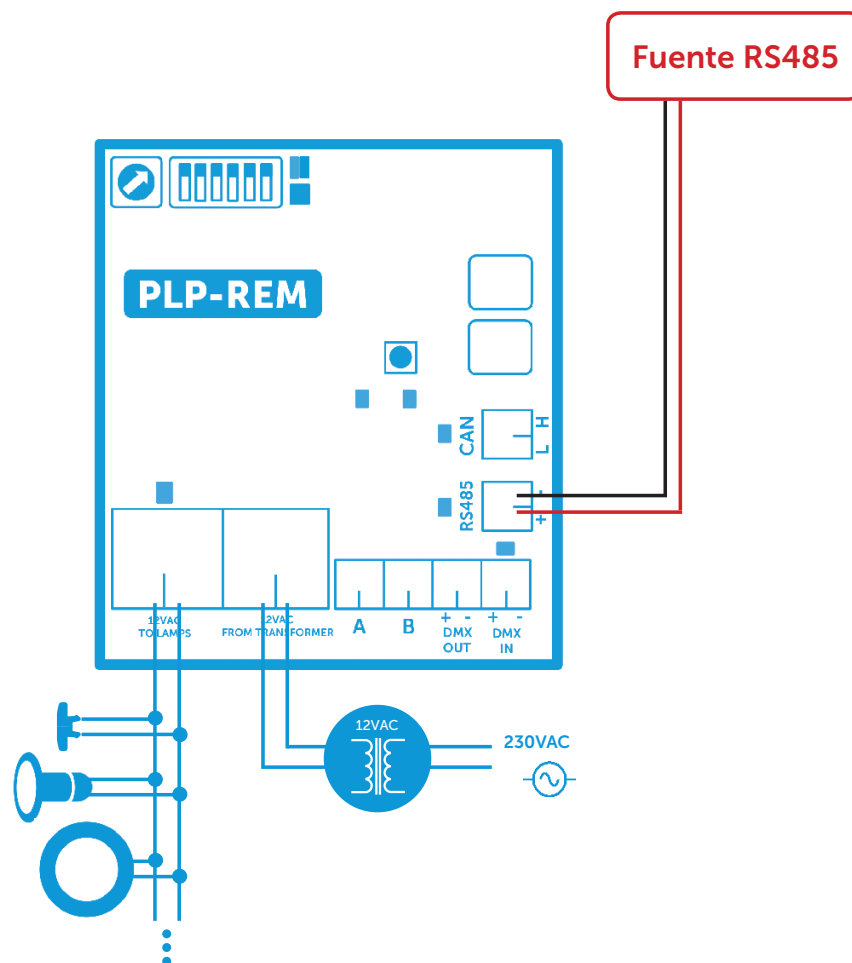 Fuente RS485
PLP-REM
CAN
H
L
RS485
-
+
12VAC
TO LAMPS
12VAC
FROM TRANSFORMER
A
B
+ -
DMX
OUT
+ -
DMX
IN
12VAC
230VAC